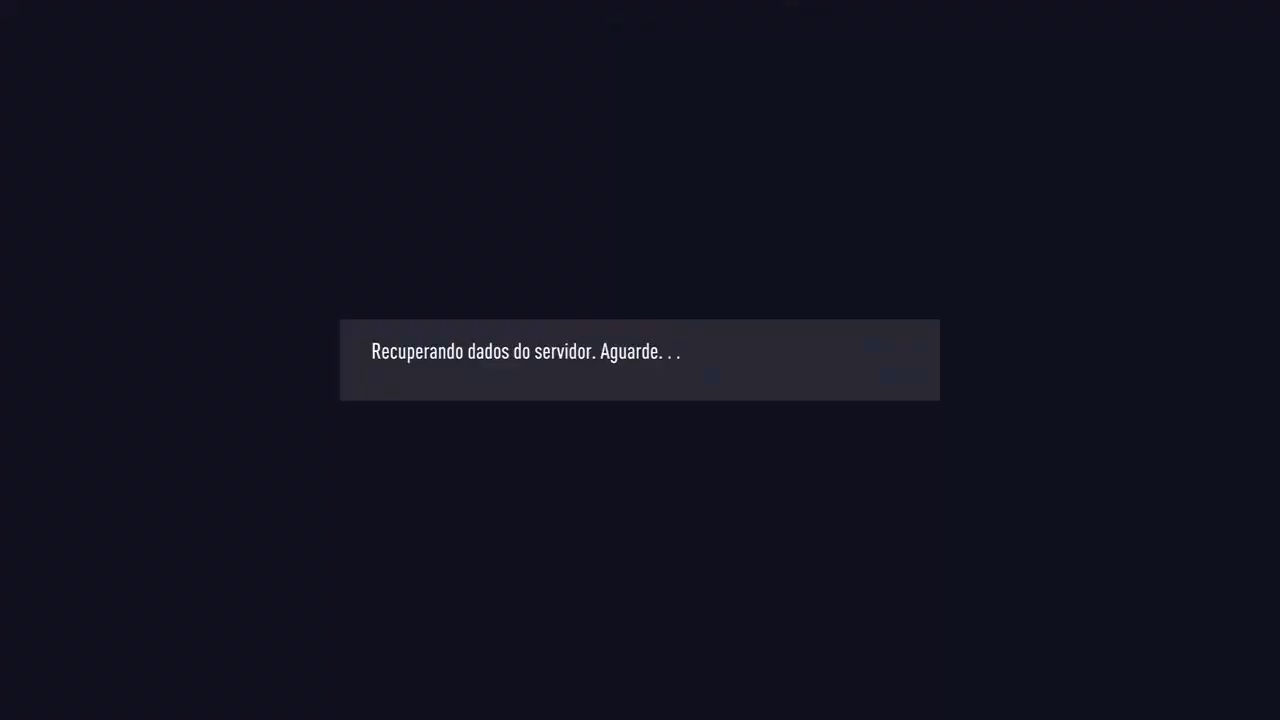 Recuperando dados do servidor. Aguarde. . .